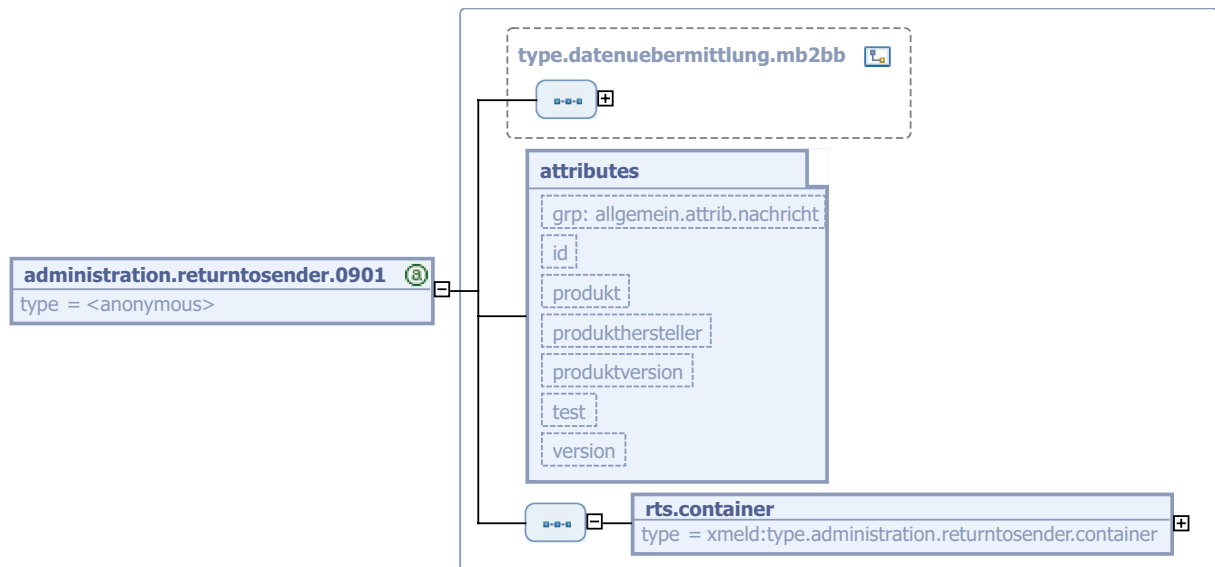 type.datenuebermittlung.mb2bb
attributes
grp: allgemein.attrib.nachricht
id
administration.returntosender.0901
type = <anonymous>
produkt
produkthersteller
produktversion
test
version
rts.container
type = xmeld:type.administration.returntosender.container